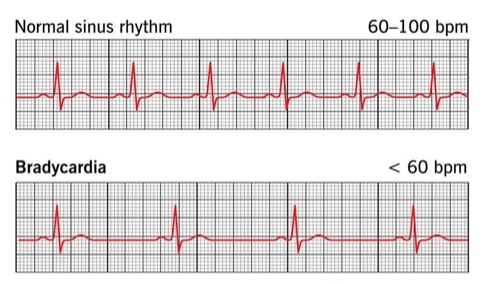 Normal sinus rhythm 60–100 bpm
Bradycardia < 60 bpm